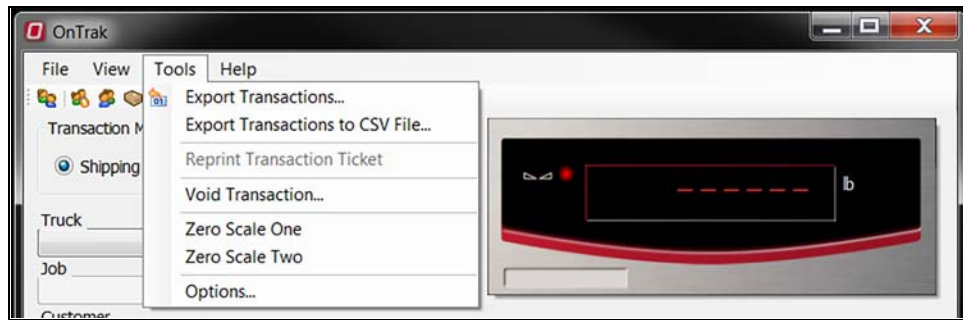 OnTrak
File View Tools Help
Export Transactions...
Transaction M
Export Transactions to CSV File...
Shipping
Reprint Transaction Ticket
lb
Void Transaction...
Truck
Zero Scale One
Zero Scale Two
Job
Options...
Customer